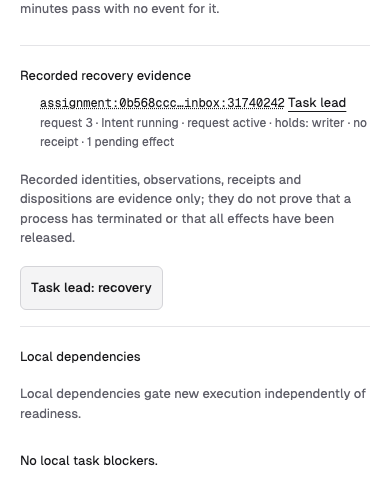 minutes pass with no event for it.
Recorded recovery evidence
assignment:0b568ccc…inbox:31740242 Task lead
request 3 · Intent running · request active · holds: writer · no
receipt · 1 pending effect
Recorded identities, observations, receipts and
dispositions are evidence only; they do not prove that a
process has terminated or that all effects have been
released.
Task lead: recovery
Local dependencies
Local dependencies gate new execution independently of
readiness.
No local task blockers.